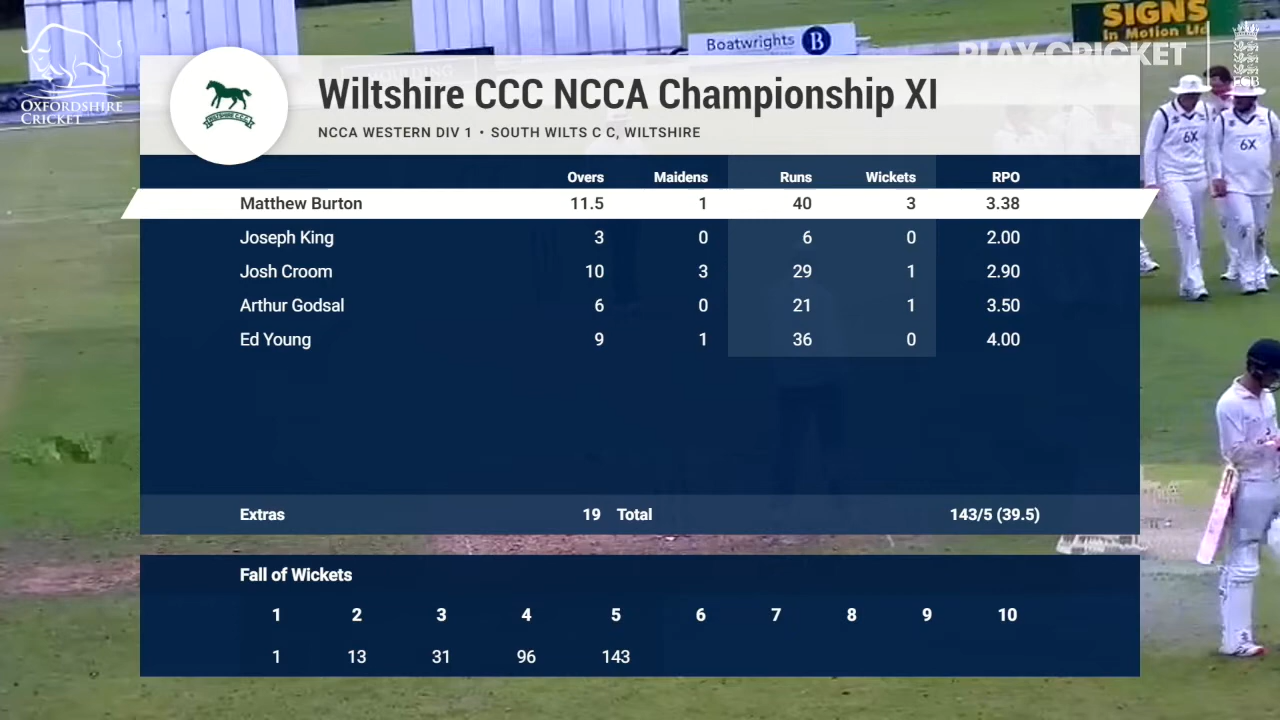 SIGNS
In Motion Ltd
Boatwrights B
PLAY-CRICKET
ECB
OXFORDSHIRE
CRICKET
WILTSHIRE C.C.C.
Wiltshire CCC NCCA Championship XI
NCCA WESTERN DIV 1 • SOUTH WILTS C C, WILTSHIRE
6X
6X
Overs Maidens Runs Wickets RPO
Matthew Burton 11.5 1 40 3 3.38
Joseph King 3 0 6 0 2.00
Josh Croom 10 3 29 1 2.90
Arthur Godsal 6 0 21 1 3.50
Ed Young 9 1 36 0 4.00
Extras 19 Total 143/5 (39.5)
Fall of Wickets
1 2 3 4 5 6 7 8 9 10
1 13 31 96 143